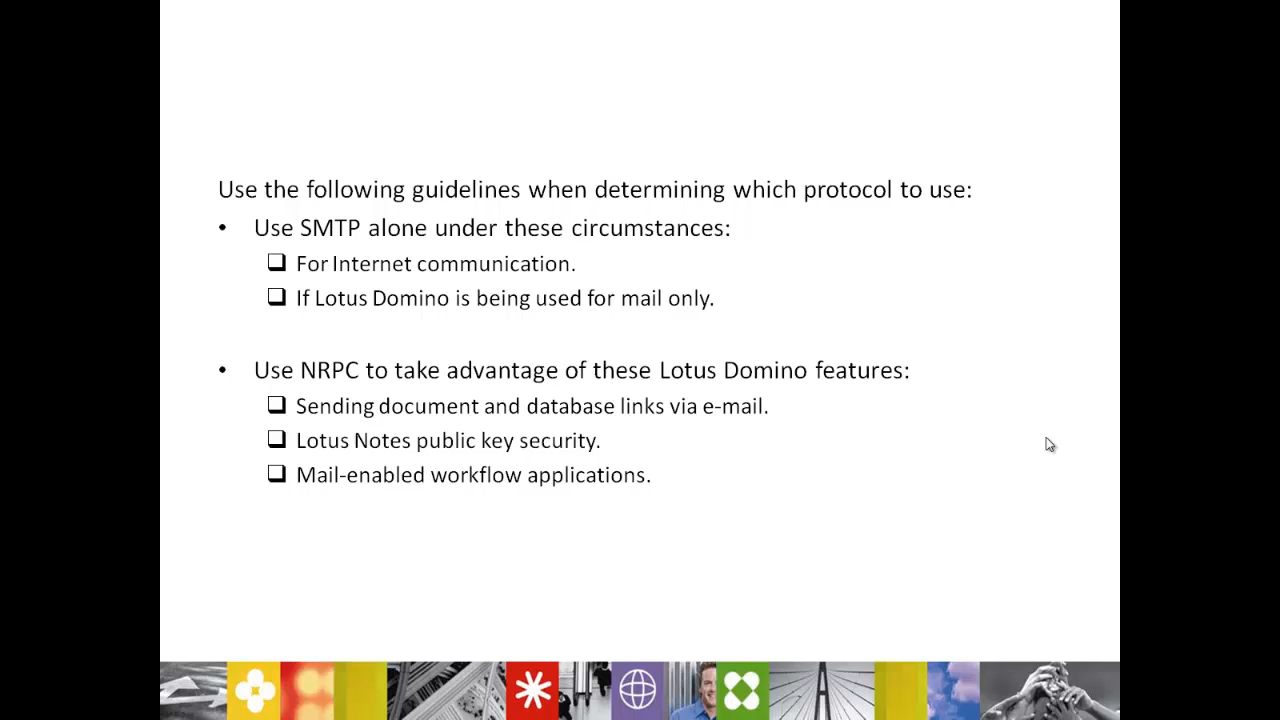 Use the following guidelines when determining which protocol to use:
• Use SMTP alone under these circumstances:
❑ For Internet communication.
❑ If Lotus Domino is being used for mail only.
• Use NRPC to take advantage of these Lotus Domino features:
❑ Sending document and database links via e-mail.
❑ Lotus Notes public key security.
❑ Mail-enabled workflow applications.